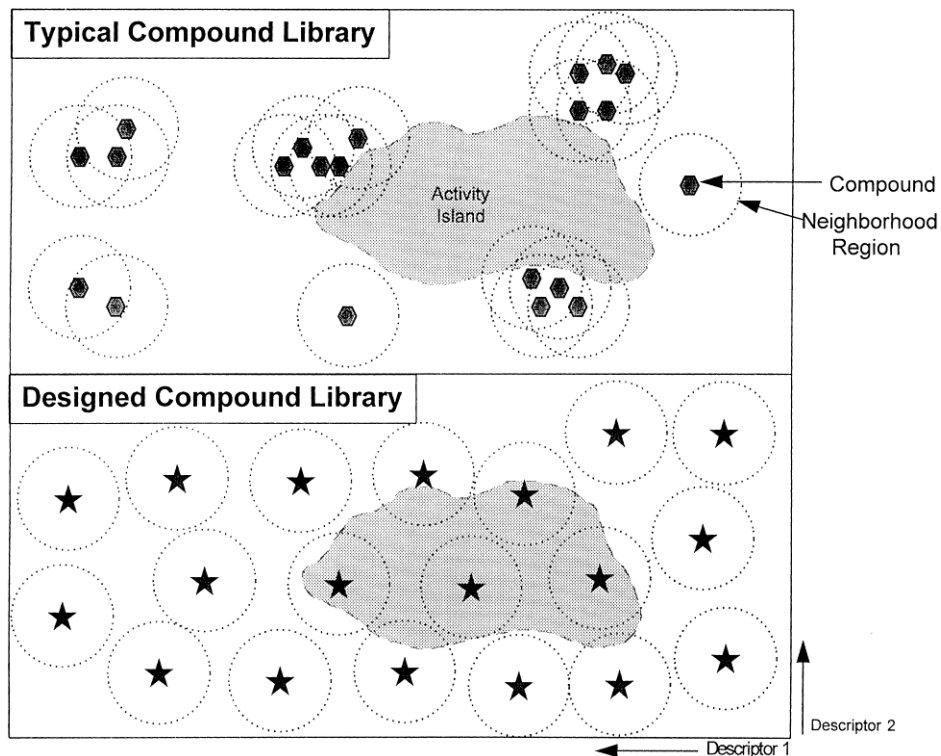 Typical Compound Library
Activity
Island
Compound
Neighborhood
Region
Designed Compound Library
Descriptor 2
Descriptor 1